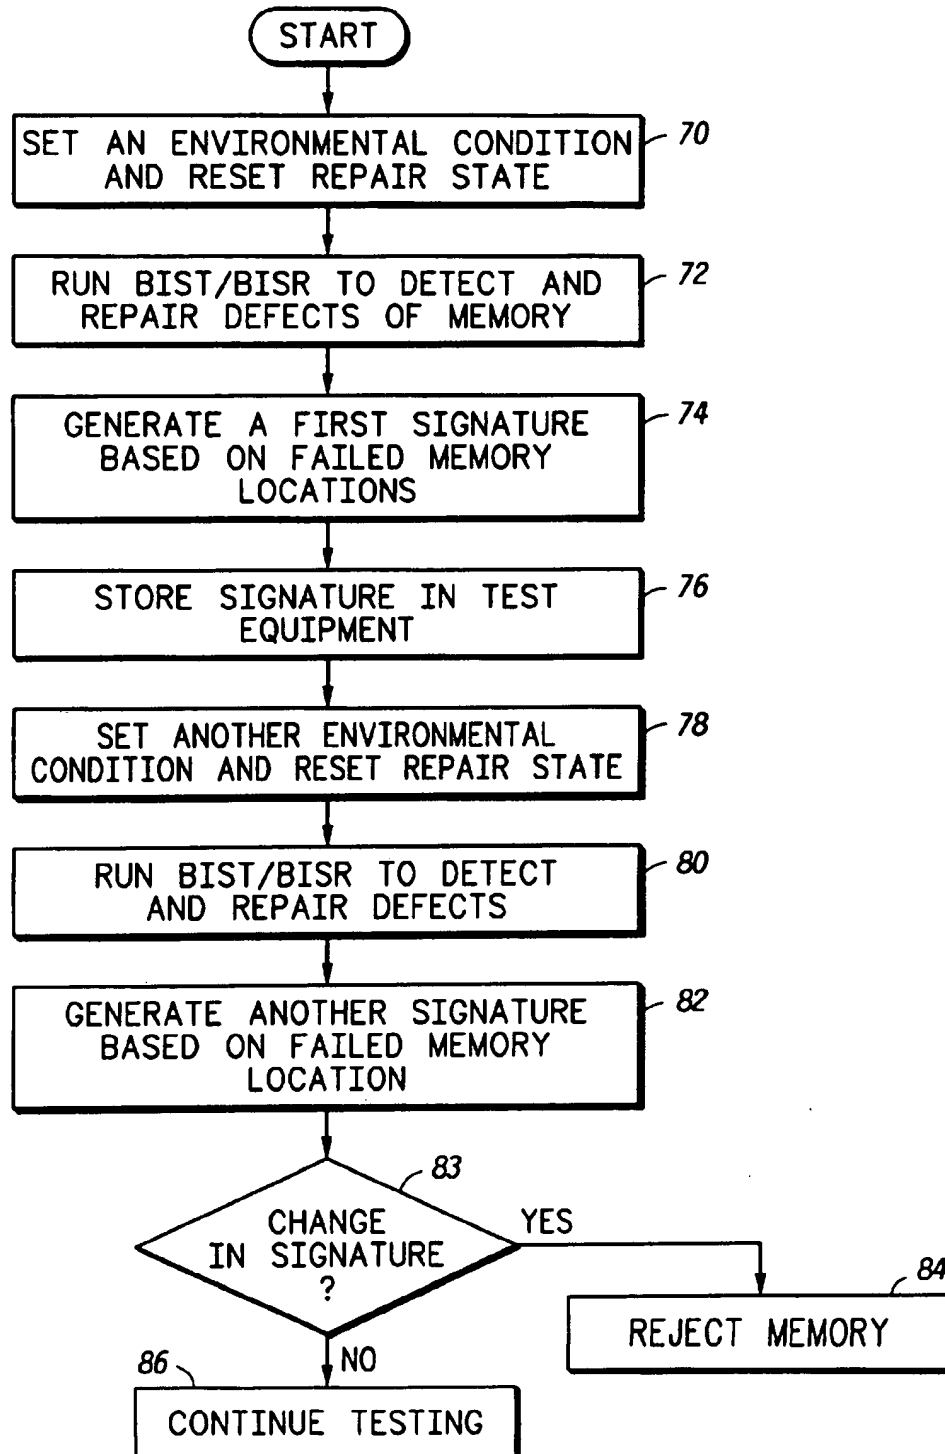 START
SET AN ENVIRONMENTAL CONDITION
AND RESET REPAIR STATE
70
RUN BIST/BISR TO DETECT AND
REPAIR DEFECTS OF MEMORY
72
GENERATE A FIRST SIGNATURE
BASED ON FAILED MEMORY
LOCATIONS
74
STORE SIGNATURE IN TEST
EQUIPMENT
76
SET ANOTHER ENVIRONMENTAL
CONDITION AND RESET REPAIR STATE
78
RUN BIST/BISR TO DETECT
AND REPAIR DEFECTS
80
GENERATE ANOTHER SIGNATURE
BASED ON FAILED MEMORY
LOCATION
82
83
CHANGE
IN SIGNATURE
?
YES
84
REJECT MEMORY
NO
86
CONTINUE TESTING